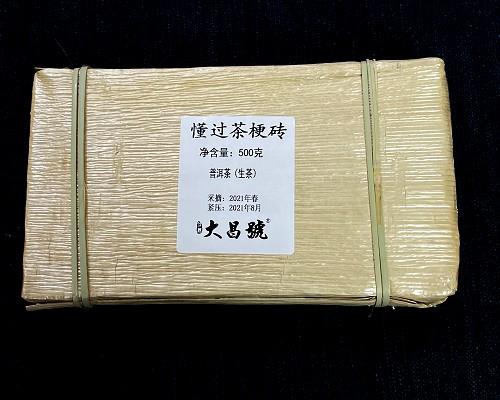 懂过茶梗砖
净含量：500克
普洱茶（生茶）
采摘：2021年春
蒸压：2021年8月
大昌號®